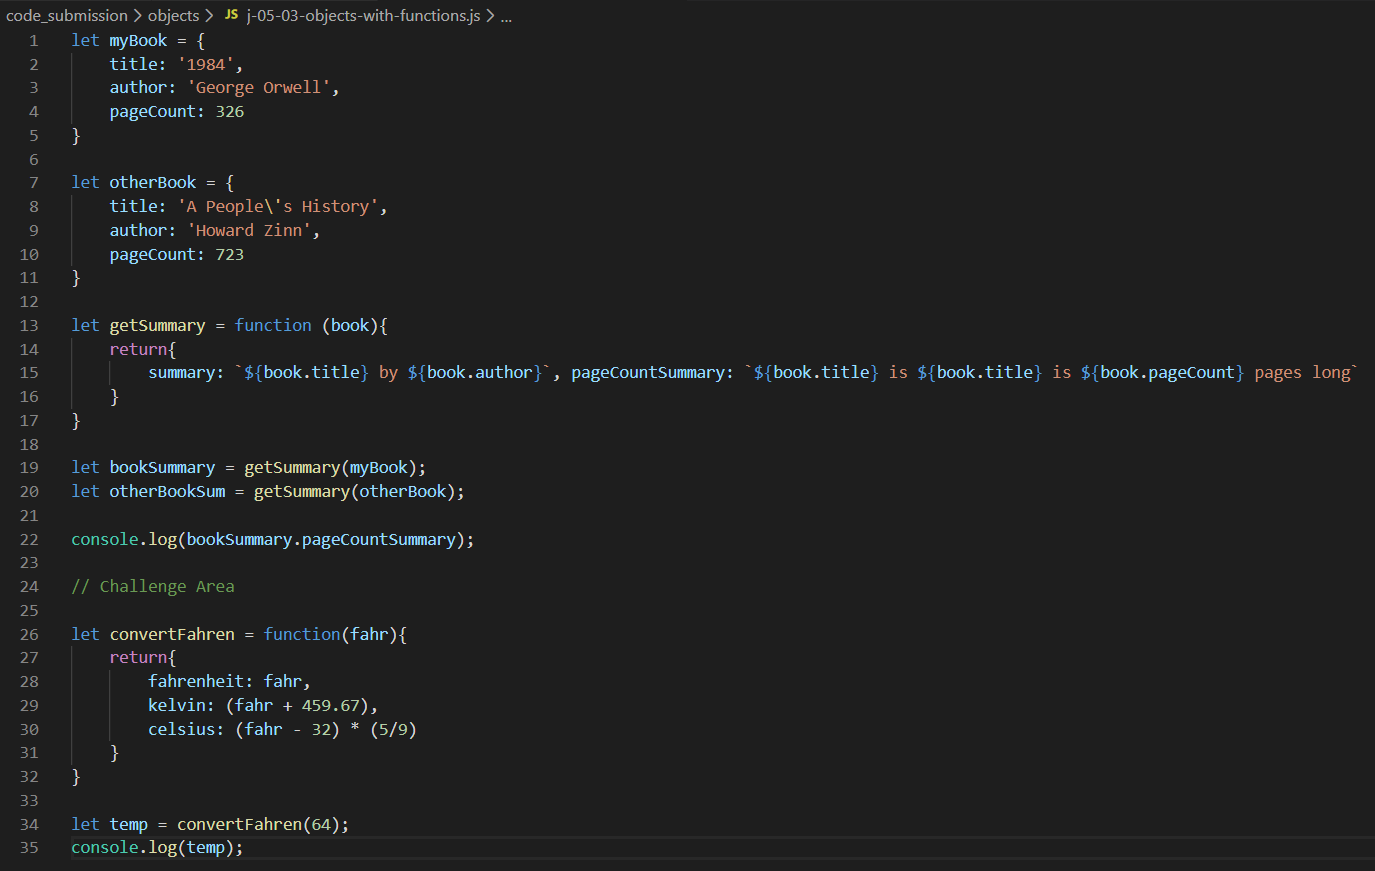 code_submission > objects > JS j-05-03-objects-with-functions.js > ...
1 let myBook = {
2     title: '1984',
3     author: 'George Orwell',
4     pageCount: 326
5 }
6
7 let otherBook = {
8     title: 'A People\'s History',
9     author: 'Howard Zinn',
10     pageCount: 723
11 }
12
13 let getSummary = function (book){
14     return{
15         summary: `${book.title} by ${book.author}`, pageCountSummary: `${book.title} is ${book.title} is ${book.pageCount} pages long`
16     }
17 }
18
19 let bookSummary = getSummary(myBook);
20 let otherBookSum = getSummary(otherBook);
21
22 console.log(bookSummary.pageCountSummary);
23
24 // Challenge Area
25
26 let convertFahren = function(fahr){
27     return{
28         fahrenheit: fahr,
29         kelvin: (fahr + 459.67),
30         celsius: (fahr - 32) * (5/9)
31     }
32 }
33
34 let temp = convertFahren(64);
35 console.log(temp);